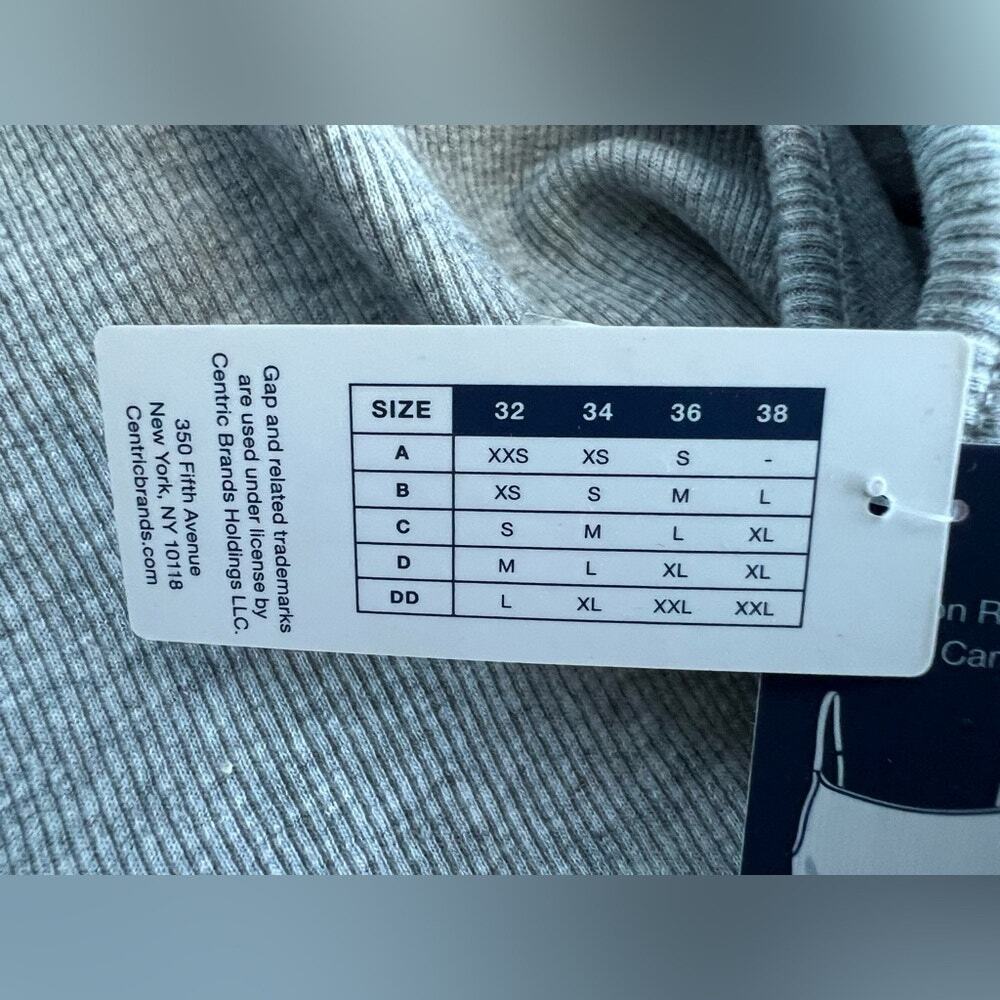 Gap and related trademarks
are used under license by
Centric Brands Holdings LLC.
350 Fifth Avenue
New York, NY 10118
Centricbrands.com
SIZE 32 34 36 38
A XXS XS S -
B XS S M L
C S M L XL
D M L XL XL
DD L XL XXL XXL